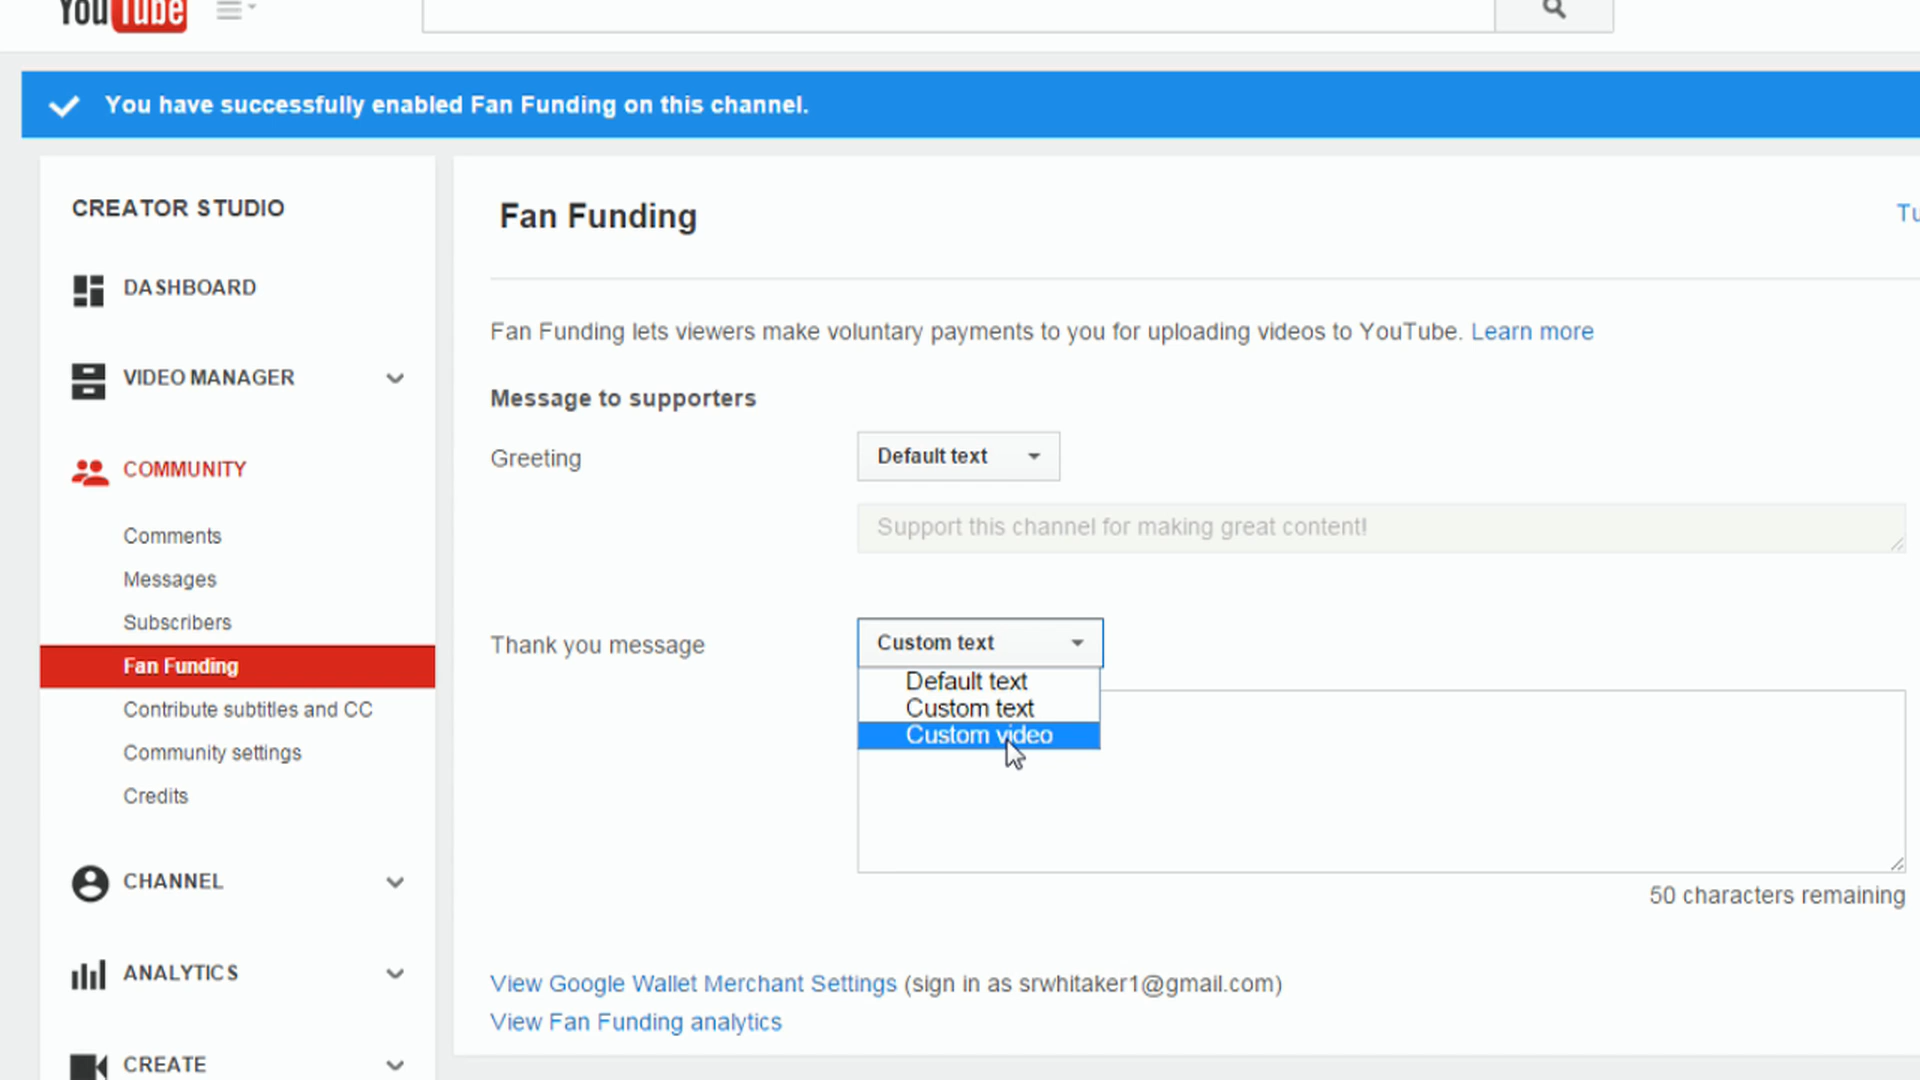 YouTube
You have successfully enabled Fan Funding on this channel.
CREATOR STUDIO
DASHBOARD
VIDEO MANAGER
COMMUNITY
Comments
Messages
Subscribers
Fan Funding
Contribute subtitles and CC
Community settings
Credits
CHANNEL
ANALYTICS
CREATE
Fan Funding
Fan Funding lets viewers make voluntary payments to you for uploading videos to YouTube. Learn more
Message to supporters
Greeting
Default text
Support this channel for making great content!
Thank you message
Custom text
Default text
Custom text
Custom video
50 characters remaining
View Google Wallet Merchant Settings (sign in as srwhitaker1@gmail.com)
View Fan Funding analytics